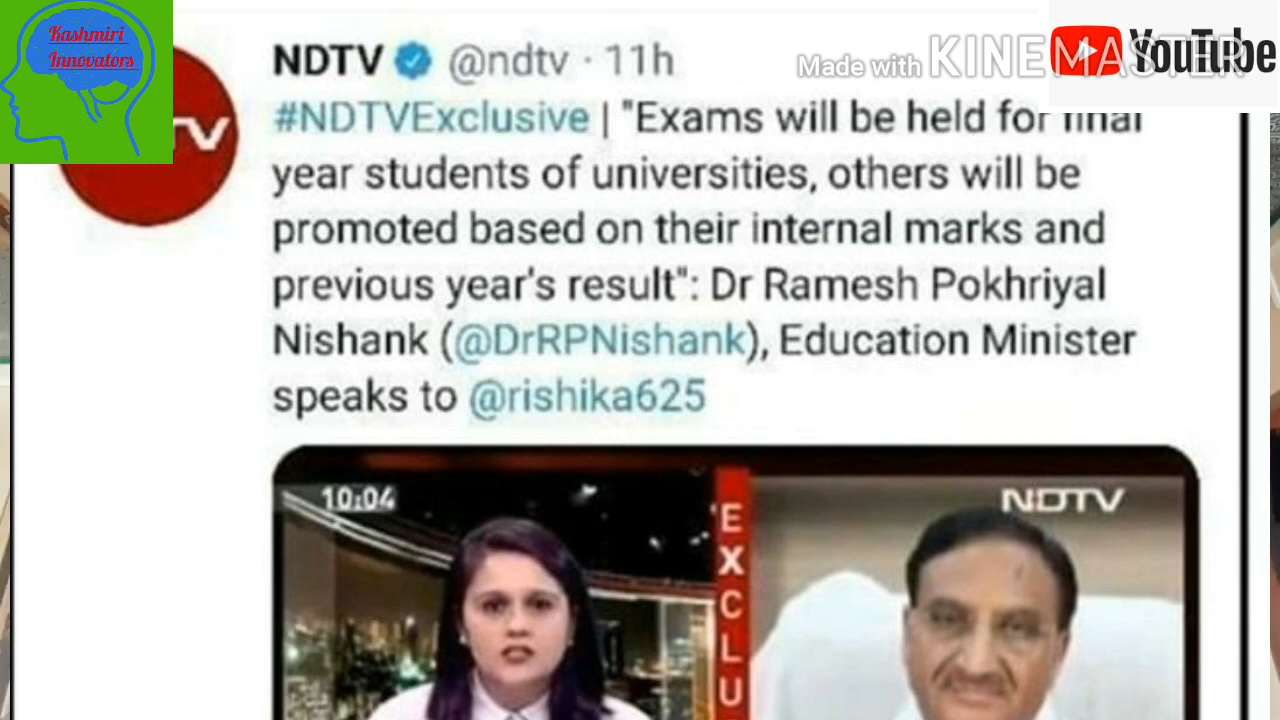 Kashmiri
Innovators
NDTV @ndtv · 11h
Made with KINEMASTER
YouTube
#NDTVExclusive | "Exams will be held for final
year students of universities, others will be
promoted based on their internal marks and
previous year's result": Dr Ramesh Pokhriyal
Nishank (@DrRPNishank), Education Minister
speaks to @rishika625
10:04
EXCLU
NDTV